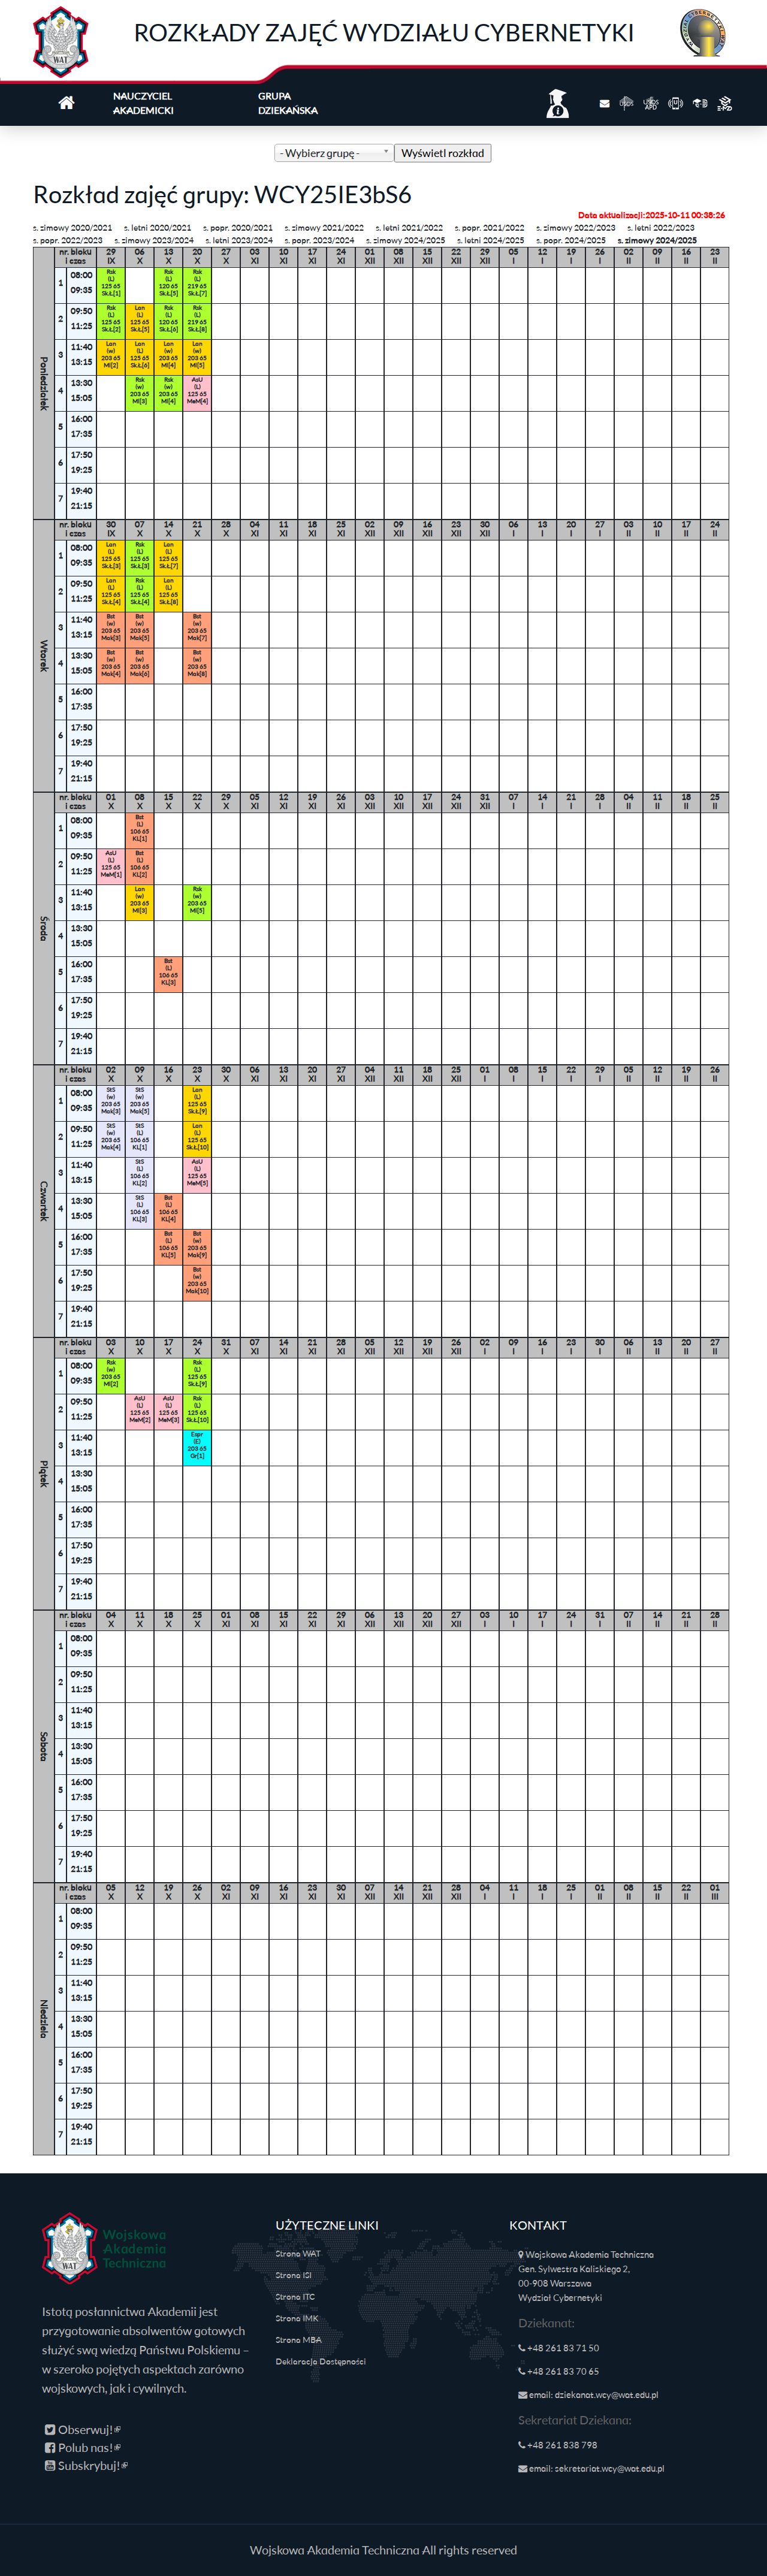 ROZKŁADY ZAJĘĆ WYDZIAŁU CYBERNETYKI
WAT
NAUCZYCIEL
AKADEMICKI
GRUPA
DZIEKAŃSKA
- Wybierz grupę -
Wyświetl rozkład
Rozkład zajęć grupy: WCY25IE3bS6
Data aktualizacji:2025-10-11 00:38:26
s. zimowy 2020/2021 s. letni 2020/2021 s. popr. 2020/2021 s. zimowy 2021/2022 s. letni 2021/2022 s. popr. 2021/2022 s. zimowy 2022/2023 s. letni 2022/2023
s. popr. 2022/2023 s. zimowy 2023/2024 s. letni 2023/2024 s. popr. 2023/2024 s. zimowy 2024/2025 s. letni 2024/2025 s. popr. 2024/2025 s. zimowy 2024/2025
Poniedziałek
nr. bloku 29 06 13 20 27 03 10 17 24 01 08 15 22 29 05 12 19 26 02 09 16 23
i czas IX X X X X XI XI XI XI XII XII XII XII XII I I I I II II II II
1 08:00 09:35
Rsk (L) 125 65 Sk.Ł[1]
Rsk (L) 120 65 Sk.Ł[5]
Rsk (L) 219 65 Sk.Ł[7]
2 09:50 11:25
Rsk (L) 125 65 Sk.Ł[2]
Lan (L) 125 65 Sk.Ł[5]
Rsk (L) 120 65 Sk.Ł[6]
Rsk (L) 219 65 Sk.Ł[8]
3 11:40 13:15
Lan (w) 203 65 Mi[2]
Lan (L) 125 65 Sk.Ł[6]
Lan (w) 203 65 Mi[4]
Lan (w) 203 65 Mi[5]
4 13:30 15:05
Rsk (w) 203 65 Mi[3]
Rsk (w) 203 65 Mi[4]
AsU (L) 125 65 MaM[4]
5 16:00 17:35
6 17:50 19:25
7 19:40 21:15
Wtorek
nr. bloku 30 07 14 21 28 04 11 18 25 02 09 16 23 30 06 13 20 27 03 10 17 24
i czas IX X X X X XI XI XI XI XII XII XII XII XII I I I I II II II II
1 08:00 09:35
Lan (L) 125 65 Sk.Ł[3]
Rsk (L) 125 65 Sk.Ł[3]
Lan (L) 125 65 Sk.Ł[7]
2 09:50 11:25
Lan (L) 125 65 Sk.Ł[4]
Rsk (L) 125 65 Sk.Ł[4]
Lan (L) 125 65 Sk.Ł[8]
3 11:40 13:15
Bst (w) 203 65 Mak[3]
Bst (w) 203 65 Mak[5]
Bst (w) 203 65 Mak[7]
4 13:30 15:05
Bst (w) 203 65 Mak[4]
Bst (w) 203 65 Mak[6]
Bst (w) 203 65 Mak[8]
5 16:00 17:35
6 17:50 19:25
7 19:40 21:15
Środa
nr. bloku 01 08 15 22 29 05 12 19 26 03 10 17 24 31 07 14 21 28 04 11 18 25
i czas X X X X X XI XI XI XI XII XII XII XII XII I I I I II II II II
1 08:00 09:35
Bst (L) 106 65 KL[1]
2 09:50 11:25
AsU (L) 125 65 MaM[1]
Bst (L) 106 65 KL[2]
3 11:40 13:15
Lan (w) 203 65 Mi[3]
Rsk (w) 203 65 Mi[5]
4 13:30 15:05
5 16:00 17:35
Bst (L) 106 65 KL[3]
6 17:50 19:25
7 19:40 21:15
Czwartek
nr. bloku 02 09 16 23 30 06 13 20 27 04 11 18 25 01 08 15 22 29 05 12 19 26
i czas X X X X X XI XI XI XI XII XII XII XII I I I I I II II II II
1 08:00 09:35
StS (w) 203 65 Mak[3]
StS (w) 203 65 Mak[5]
Lan (L) 125 65 Sk.Ł[9]
2 09:50 11:25
StS (w) 203 65 Mak[4]
StS (L) 106 65 KL[1]
Lan (L) 125 65 Sk.Ł[10]
3 11:40 13:15
StS (L) 106 65 KL[2]
AsU (L) 125 65 MaM[5]
4 13:30 15:05
StS (L) 106 65 KL[3]
Bst (L) 106 65 KL[4]
5 16:00 17:35
Bst (L) 106 65 KL[5]
Bst (w) 203 65 Mak[9]
6 17:50 19:25
Bst (w) 203 65 Mak[10]
7 19:40 21:15
Piątek
nr. bloku 03 10 17 24 31 07 14 21 28 05 12 19 26 02 09 16 23 30 06 13 20 27
i czas X X X X X XI XI XI XI XII XII XII XII I I I I I II II II II
1 08:00 09:35
Rsk (w) 203 65 Mi[2]
Rsk (L) 125 65 Sk.Ł[9]
2 09:50 11:25
AsU (L) 125 65 MaM[2]
AsU (L) 125 65 MaM[3]
Rsk (L) 125 65 Sk.Ł[10]
3 11:40 13:15
Espr (E) 203 65 Gr[1]
4 13:30 15:05
5 16:00 17:35
6 17:50 19:25
7 19:40 21:15
Sobota
nr. bloku 04 11 18 25 01 08 15 22 29 06 13 20 27 03 10 17 24 31 07 14 21 28
i czas X X X X XI XI XI XI XI XII XII XII XII I I I I I II II II II
1 08:00 09:35
2 09:50 11:25
3 11:40 13:15
4 13:30 15:05
5 16:00 17:35
6 17:50 19:25
7 19:40 21:15
Niedziela
nr. bloku 05 12 19 26 02 09 16 23 30 07 14 21 28 04 11 18 25 01 08 15 22 01
i czas X X X X XI XI XI XI XI XII XII XII XII I I I I II II II II III
1 08:00 09:35
2 09:50 11:25
3 11:40 13:15
4 13:30 15:05
5 16:00 17:35
6 17:50 19:25
7 19:40 21:15
WAT
Wojskowa
Akademia
Techniczna
Istotą posłannictwa Akademii jest
przygotowanie absolwentów gotowych
służyć swą wiedzą Państwu Polskiemu –
w szeroko pojętych aspektach zarówno
wojskowych, jak i cywilnych.
Obserwuj!
Polub nas!
Subskrybuj!
UŻYTECZNE LINKI
Strona WAT
Strona ISI
Strona ITC
Strona IMK
Strona MBA
Deklaracja Dostępności
KONTAKT
Wojskowa Akademia Techniczna
Gen. Sylwestra Kaliskiego 2,
00-908 Warszawa
Wydział Cybernetyki
Dziekanat:
+48 261 83 71 50
+48 261 83 70 65
email: dziekanat.wcy@wat.edu.pl
Sekretariat Dziekana:
+48 261 838 798
email: sekretariat.wcy@wat.edu.pl
Wojskowa Akademia Techniczna All rights reserved